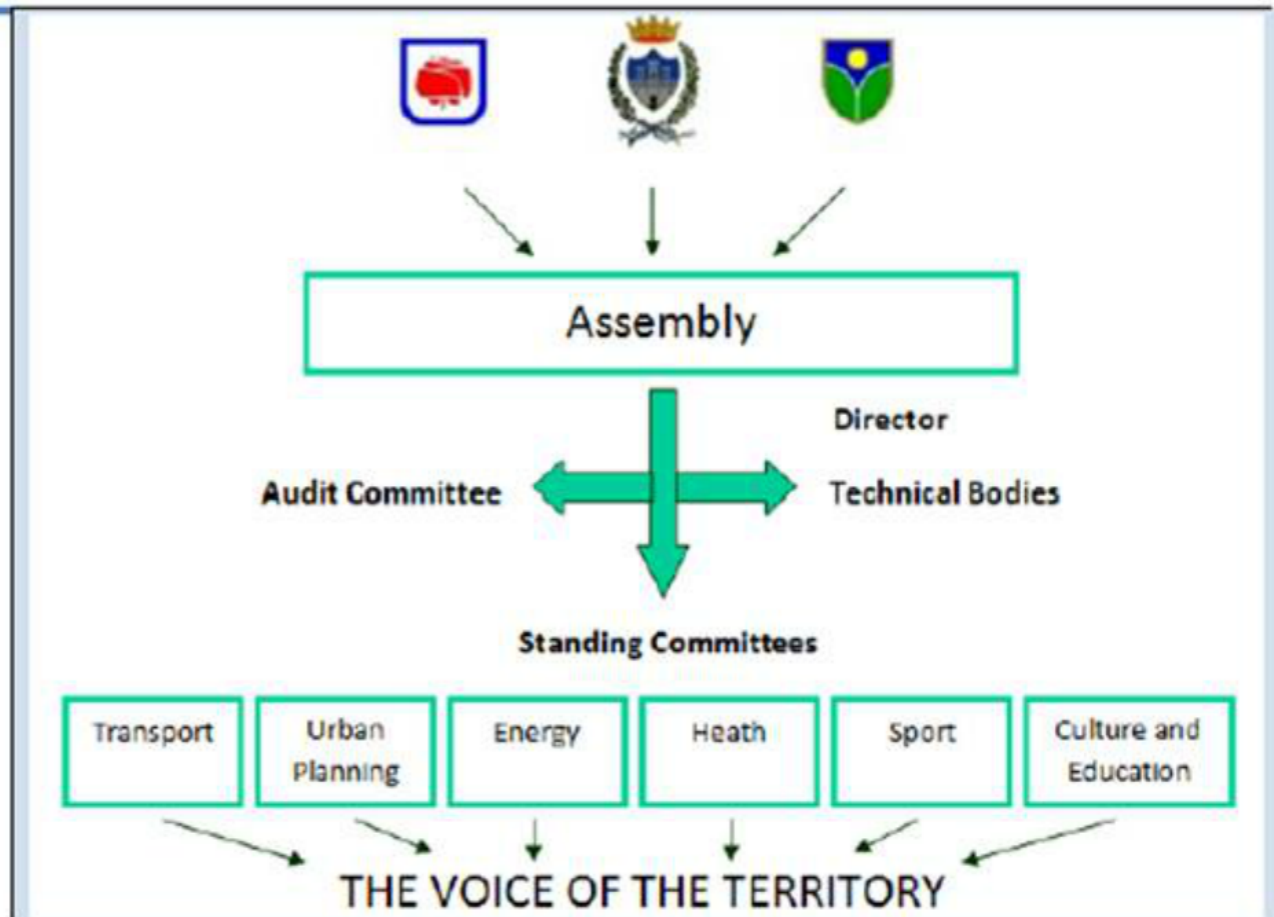 Assembly
Director
Audit Committee
Technical Bodies
Standing Committees
Transport
Urban
Planning
Energy
Heath
Sport
Culture and
Education
THE VOICE OF THE TERRITORY